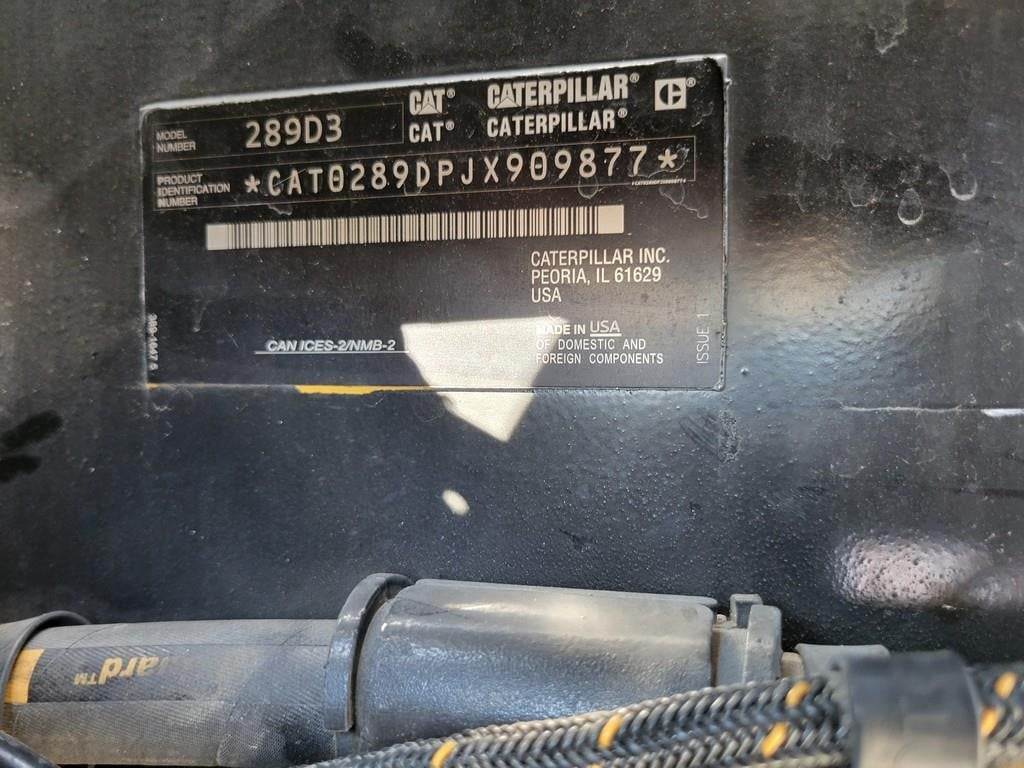 CAT® CATERPILLAR® C®
CAT® CATERPILLAR®
MODEL NUMBER 289D3
PRODUCT IDENTIFICATION NUMBER *CAT0289DPJX909877*
CATERPILLAR INC.
PEORIA, IL 61629
USA
MADE IN USA
OF DOMESTIC AND
FOREIGN COMPONENTS
CAN ICES-2/NMB-2
ISSUE 1
ard™